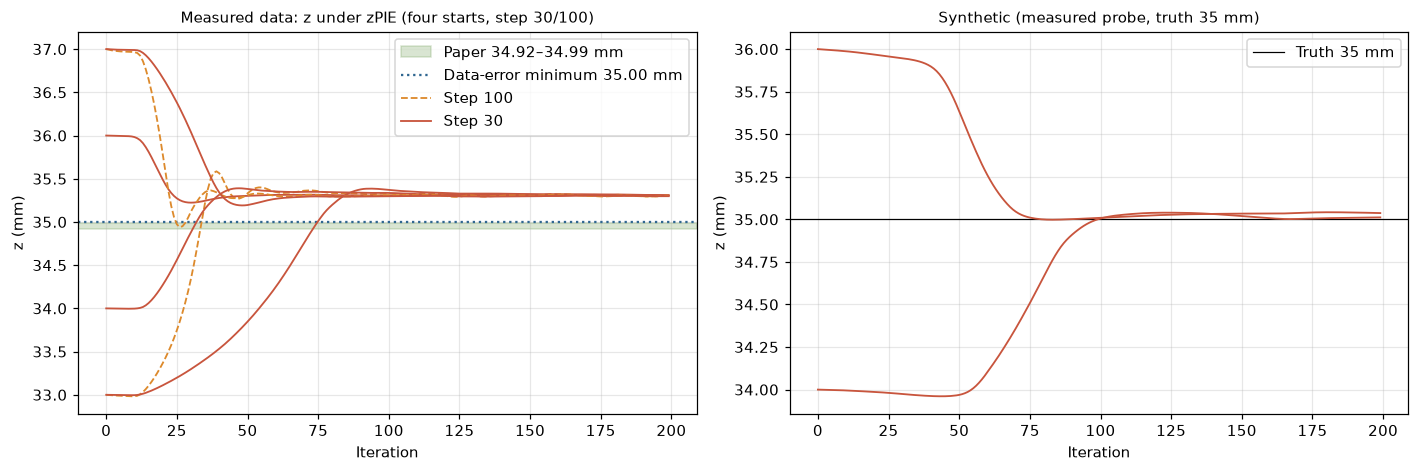 Measured data: z under zPIE (four starts, step 30/100)
z (mm)
37.0
36.5
36.0
35.5
35.0
34.5
34.0
33.5
33.0
Paper 34.92–34.99 mm
Data-error minimum 35.00 mm
Step 100
Step 30
0 25 50 75 100 125 150 175 200
Iteration
Synthetic (measured probe, truth 35 mm)
z (mm)
36.00
35.75
35.50
35.25
35.00
34.75
34.50
34.25
34.00
Truth 35 mm
0 25 50 75 100 125 150 175 200
Iteration